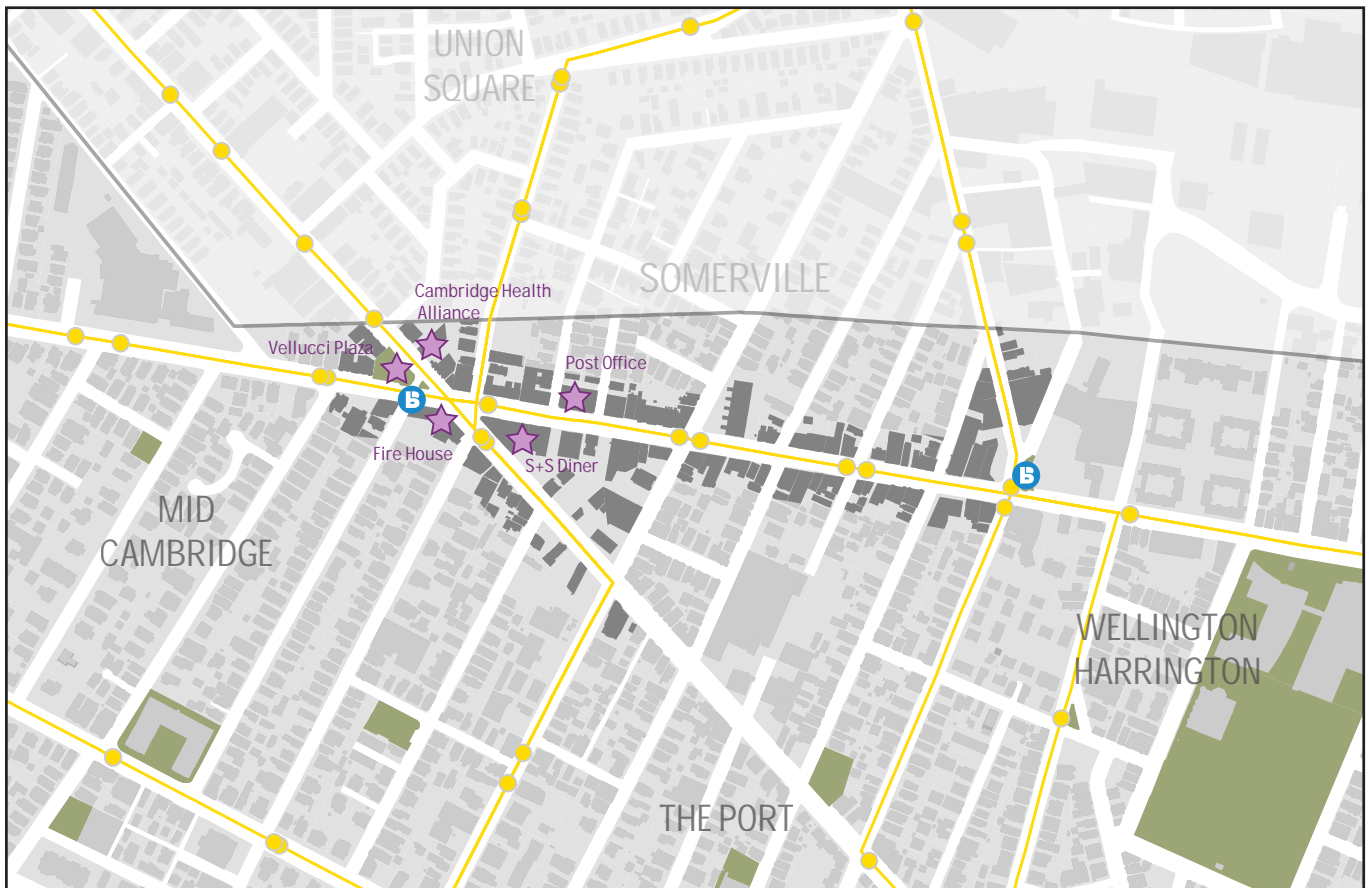 UNION
SQUARE
SOMERVILLE
Cambridge Health
Alliance
Vellucci Plaza
Post Office
Fire House
S+S Diner
MID
CAMBRIDGE
WELLINGTON
HARRINGTON
THE PORT